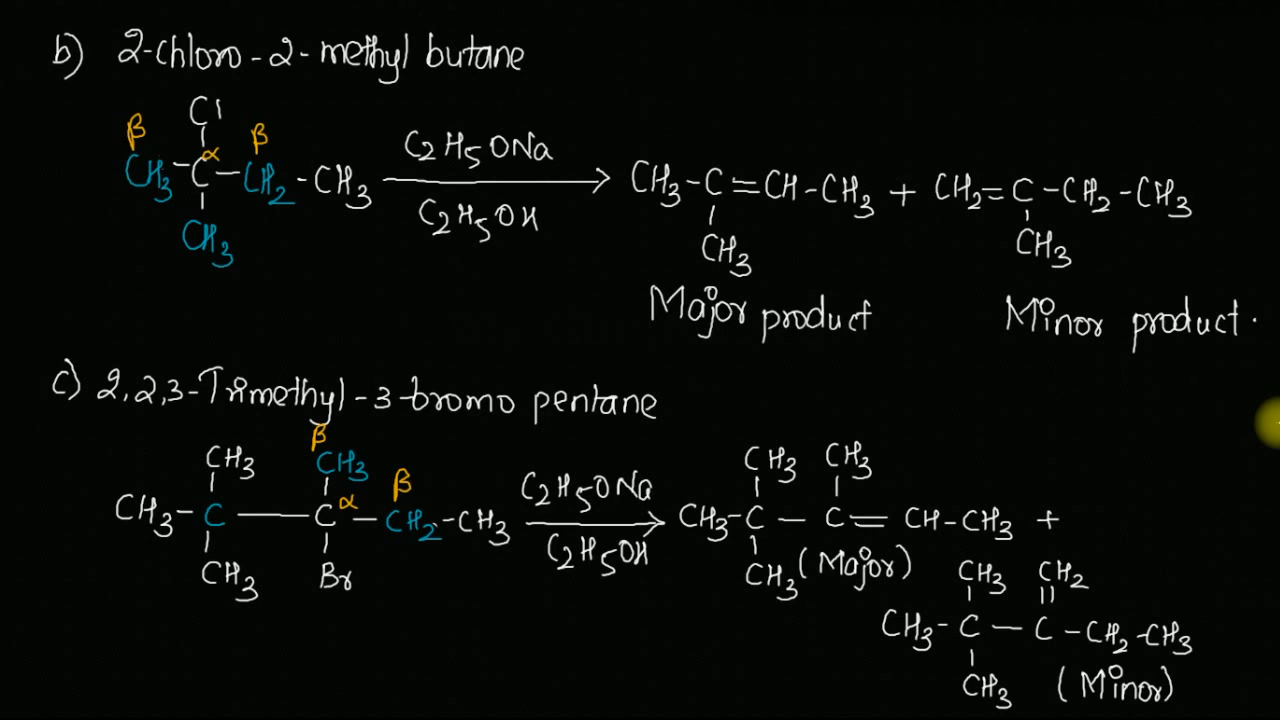 b) 2-chloro-2-methyl butane
Cl
β α β
CH3-C-CH2-CH3 C2H5ONa CH3-C=CH-CH3 + CH2=C-CH2-CH3
C2H5OH
CH3 CH3 CH3
Major product Minor product.
c) 2,2,3-Trimethyl-3-bromo pentane
β
CH3 CH3 β CH3 CH3
α
CH3-C-C-CH2-CH3 C2H5ONa CH3-C-C=CH-CH3 +
C2H5OH
CH3 Br CH3 (Major) CH3 CH2
CH3-C-C-CH2-CH3
CH3 (Minor)